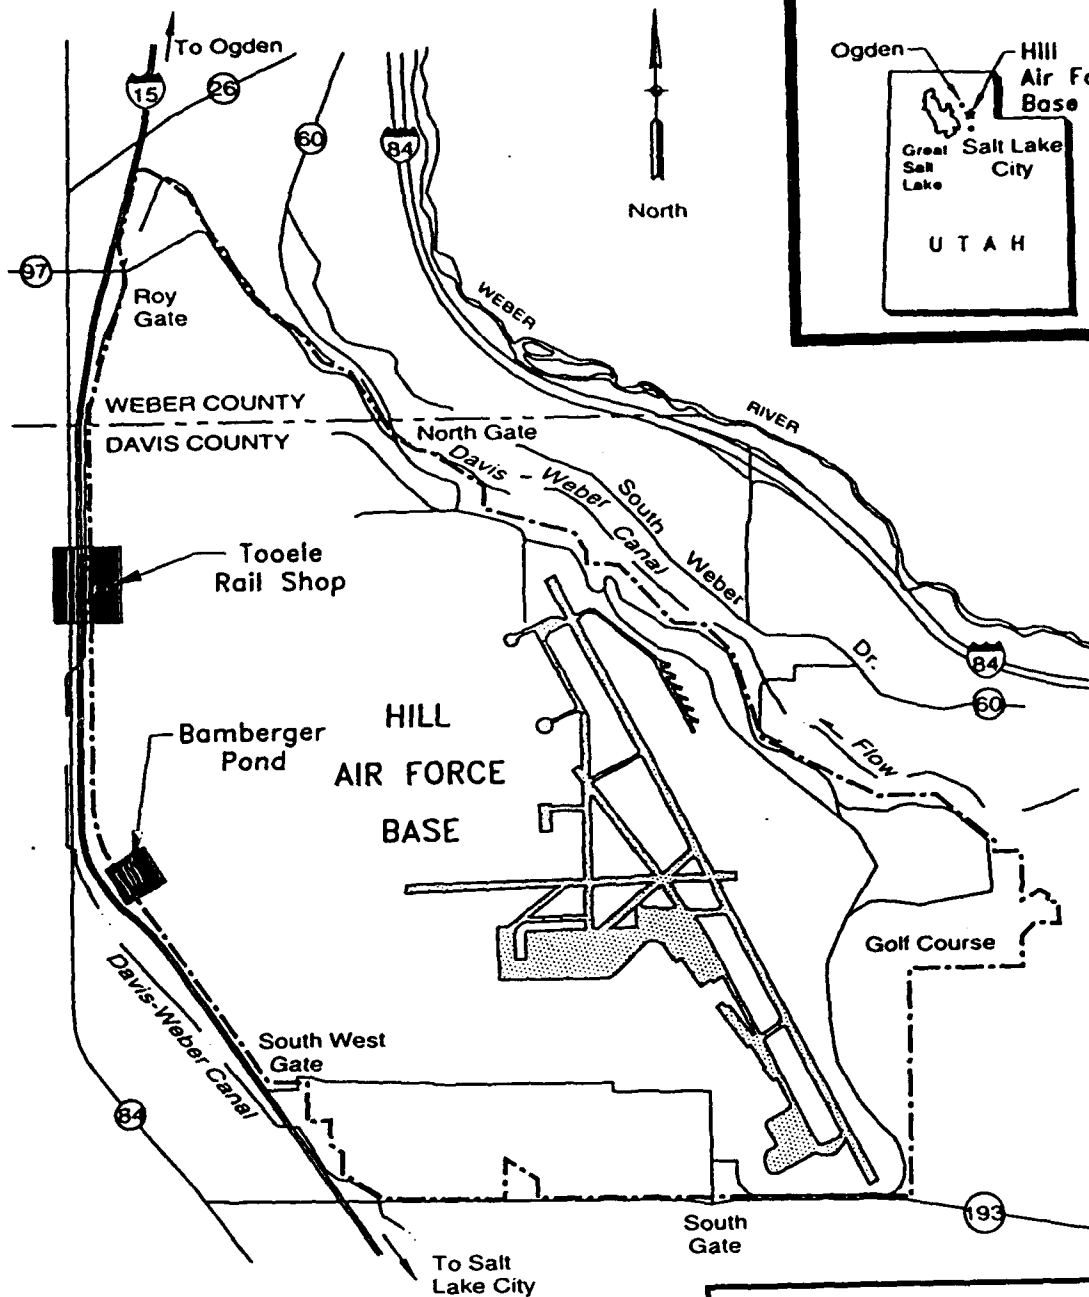 To Ogden
15
26
60
84
North
Ogden
Hill
Air Fo
Base
Great
Salt
Lake
Salt Lake
City
UTAH
97
Roy
Gate
WEBER
RIVER
WEBER COUNTY
DAVIS COUNTY
North Gate
Davis - Weber Canal
South Weber Dr.
Tooele
Rail Shop
84
60
Flow
HILL
AIR FORCE
BASE
Bamberger
Pond
Golf Course
Davis-Weber Canal
South West
Gate
84
South
Gate
193
To Salt
Lake City